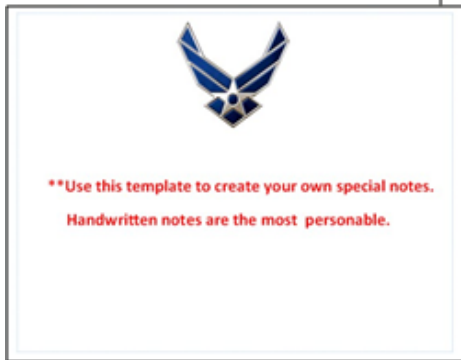 **Use this template to create your own special notes.
Handwritten notes are the most personable.